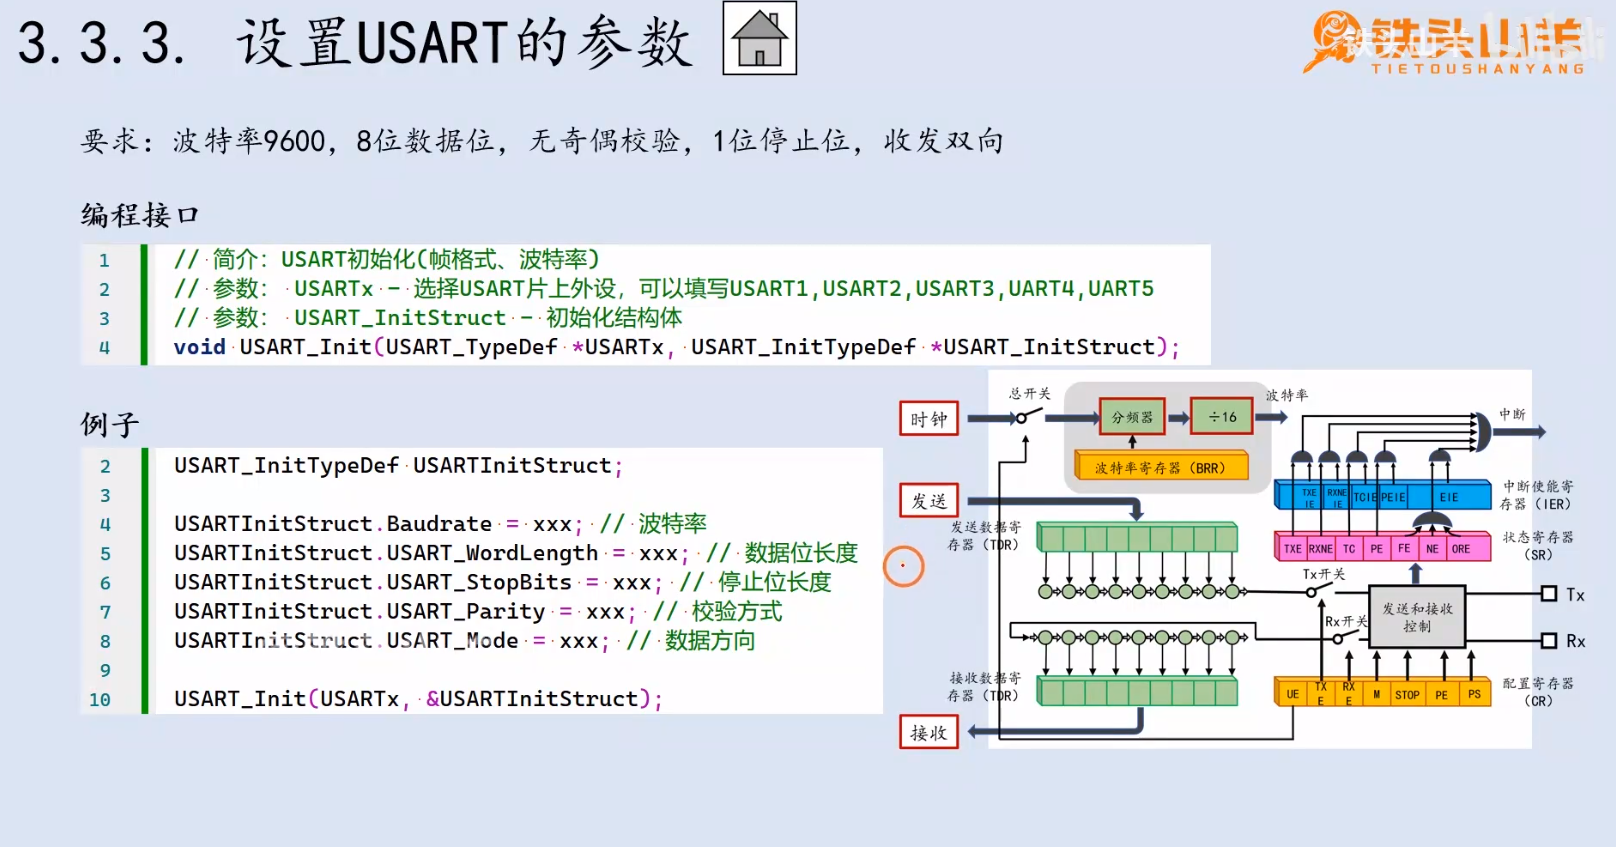 3.3.3. 设置USART的参数
铁头山羊
TIETOUSHANYANG
要求：波特率9600，8位数据位，无奇偶校验，1位停止位，收发双向
编程接口
1 // 简介：USART初始化(帧格式、波特率)
2 // 参数： USARTx - 选择USART片上外设，可以填写USART1,USART2,USART3,UART4,UART5
3 // 参数： USART_InitStruct - 初始化结构体
4 void USART_Init(USART_TypeDef *USARTx, USART_InitTypeDef *USART_InitStruct);
例子
2 USART_InitTypeDef USARTInitStruct;
3
4 USARTInitStruct.Baudrate = xxx; // 波特率
5 USARTInitStruct.USART_WordLength = xxx; // 数据位长度
6 USARTInitStruct.USART_StopBits = xxx; // 停止位长度
7 USARTInitStruct.USART_Parity = xxx; // 校验方式
8 USARTInitStruct.USART_Mode = xxx; // 数据方向
9
10 USART_Init(USARTx, &USARTInitStruct);
时钟
总开关
分频器
÷16
波特率
中断
波特率寄存器（BRR）
TXE
IE
RXNE
IE
TCIE
PEIE
EIE
中断使能寄
存器（IER）
发送
发送数据寄
存器（TDR）
TXE
RXNE
TC
PE
FE
NE
ORE
状态寄存器
（SR）
Tx开关
Rx开关
发送和接收
控制
Tx
Rx
接收数据寄
存器（TDR）
UE
TX
E
RX
E
M
STOP
PE
PS
配置寄存器
（CR）
接收